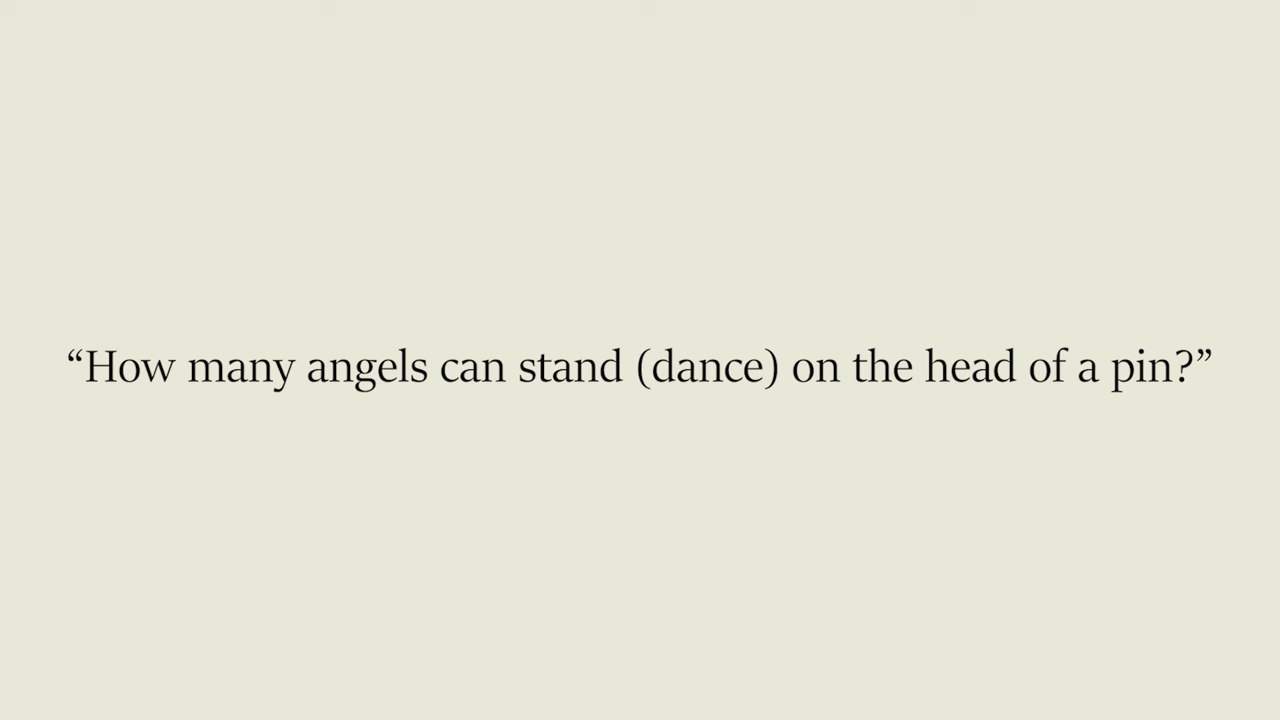 “How many angels can stand (dance) on the head of a pin?”